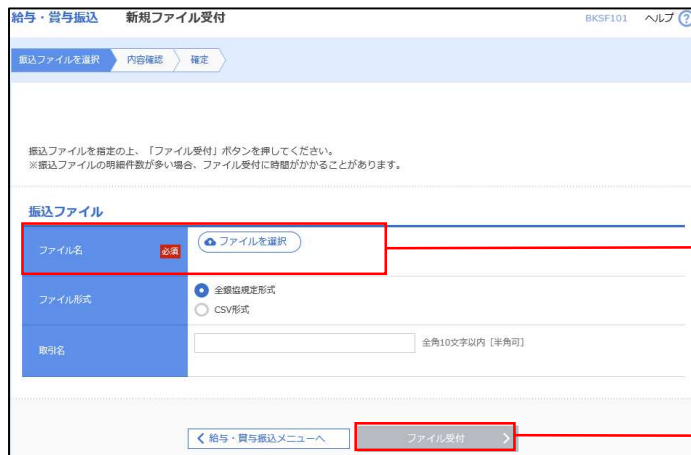 給与・賞与振込 新規ファイル受付 BKSF101 ヘルプ ?
振込ファイルを選択 内容確認 確定
振込ファイルを指定の上、「ファイル受付」ボタンを押してください。
※振込ファイルの明細件数が多い場合、ファイル受付に時間がかかることがあります。
振込ファイル
ファイル名 必須 ファイルを選択
ファイル形式 全銀協規定形式
CSV形式
取引名 全角10文字以内［半角可］
給与・賞与振込メニューへ ファイル受付